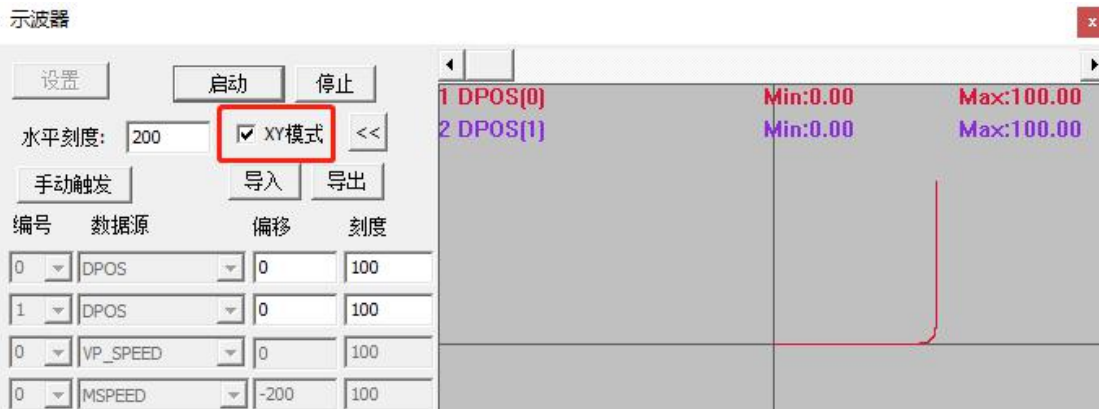 示波器
x
设置 启动 停止
水平刻度: 200 XY模式 <<
手动触发 导入 导出
编号 数据源 偏移 刻度
0 DPOS 0 100
1 DPOS 0 100
0 VP_SPEED 0 100
0 MSPEED -200 100
1 DPOS(0) Min:0.00 Max:100.00
2 DPOS(1) Min:0.00 Max:100.00